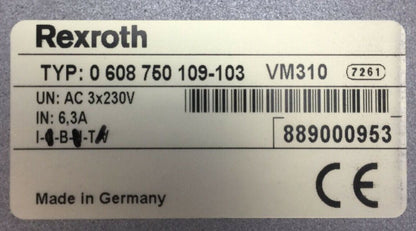 Rexroth
TYP: 0 608 750 109-103 VM310 7261
UN: AC 3x230V
IN: 6,3A
889000953
Made in Germany
CE